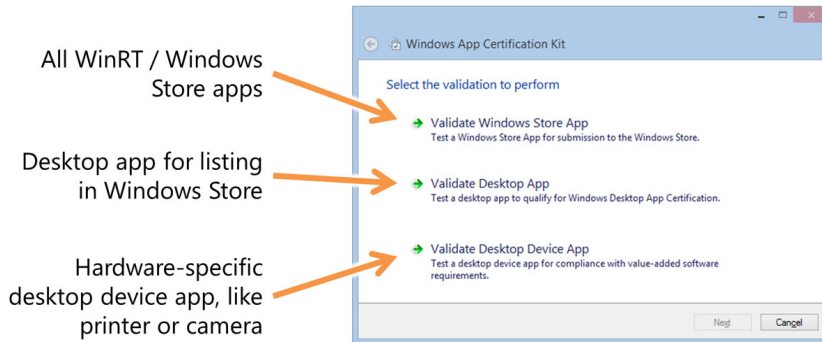 All WinRT / Windows
Store apps
Desktop app for listing
in Windows Store
Hardware-specific
desktop device app, like
printer or camera
Windows App Certification Kit
Select the validation to perform
Validate Windows Store App
Test a Windows Store App for submission to the Windows Store.
Validate Desktop App
Test a desktop app to qualify for Windows Desktop App Certification.
Validate Desktop Device App
Test a desktop device app for compliance with value-added software
requirements.
Next
Cancel